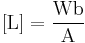 [L] = Wb/A